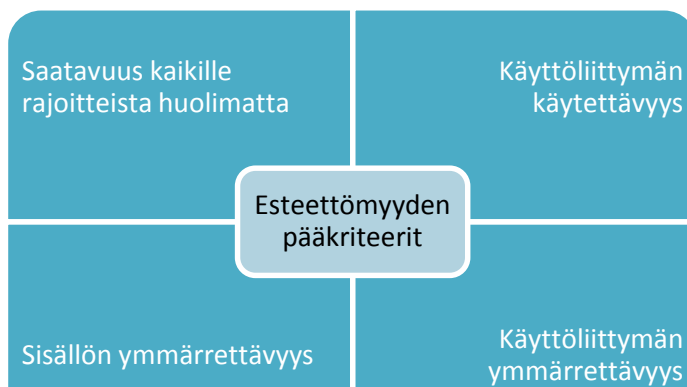 Saatavuus kaikille
rajoitteista huolimatta
Käyttöliittymän
käytettävyys
Esteettömyyden
pääkriteerit
Sisällön ymmärrettävyys
Käyttöliittymän
ymmärrettävyys